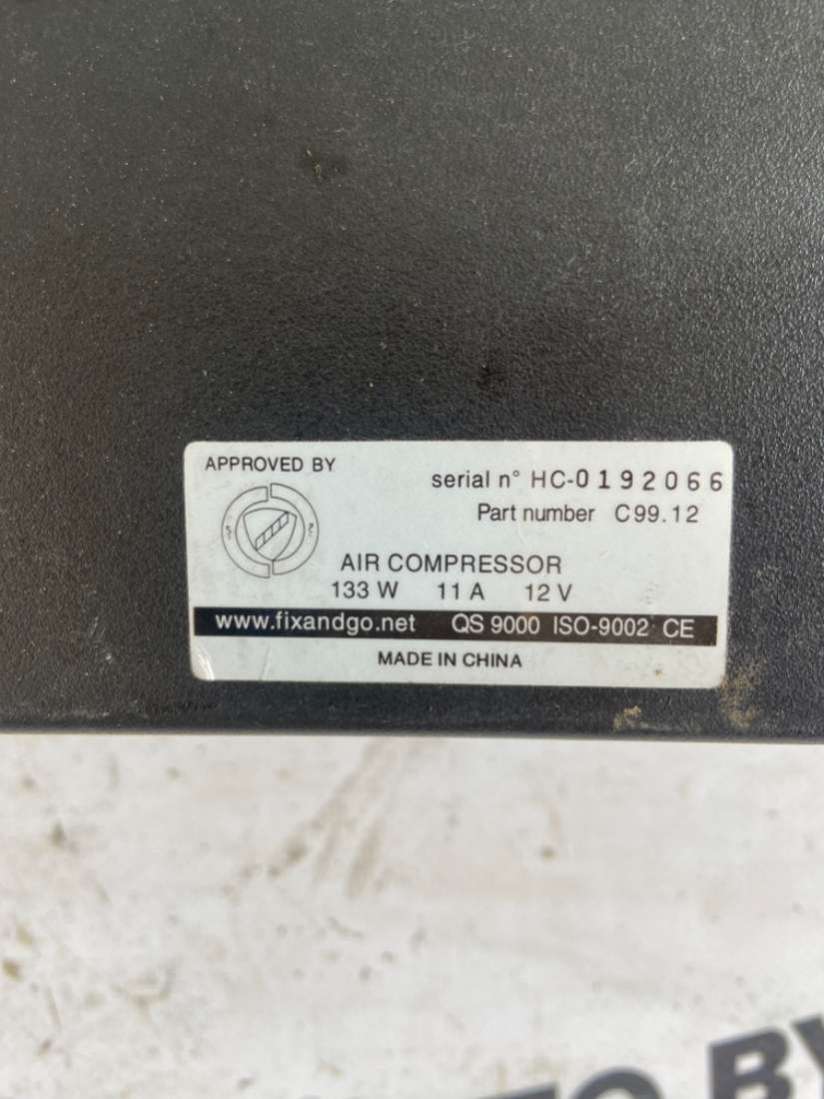 APPROVED BY
serial n° HC-0192066
Part number C99.12
AIR COMPRESSOR
133 W 11 A 12 V
www.fixandgo.net QS 9000 ISO-9002 CE
MADE IN CHINA
BY